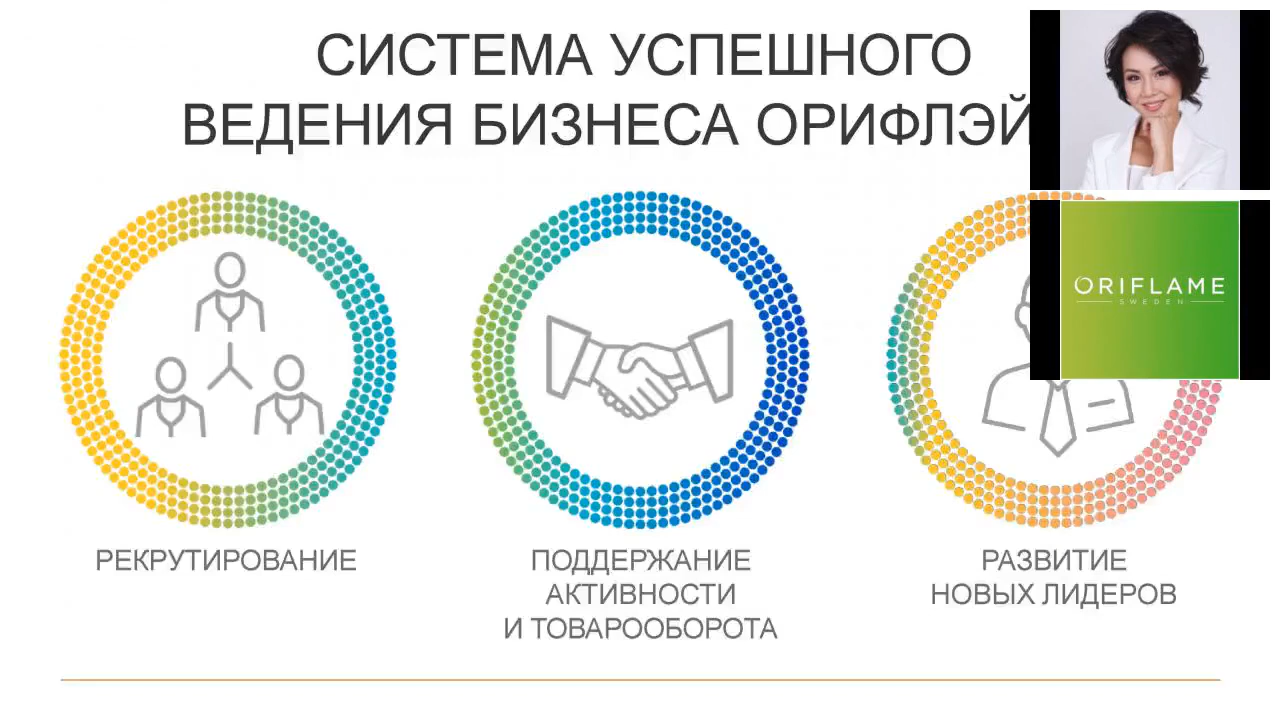 СИСТЕМА УСПЕШНОГО
ВЕДЕНИЯ БИЗНЕСА ОРИФЛЭЙ
ORIFLAME
SWEDEN
РЕКРУТИРОВАНИЕ
ПОДДЕРЖАНИЕ
АКТИВНОСТИ
И ТОВАРООБОРОТА
РАЗВИТИЕ
НОВЫХ ЛИДЕРОВ